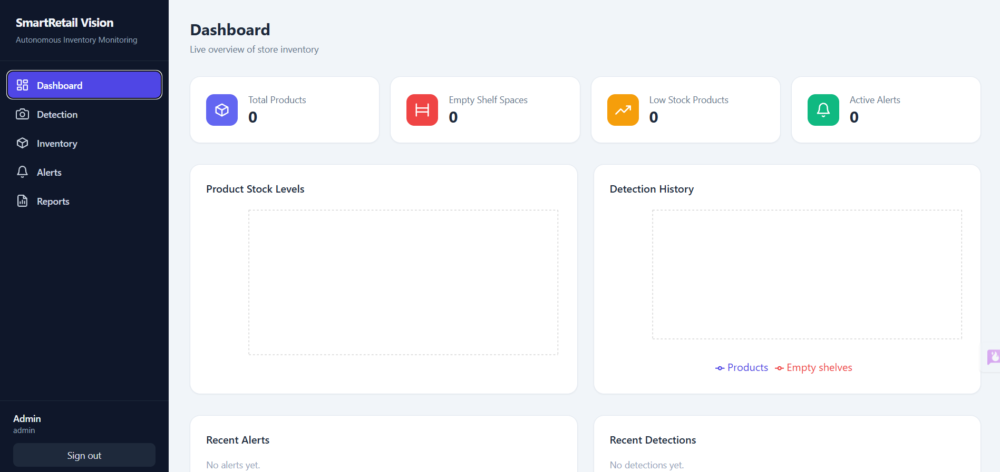 SmartRetail Vision
Autonomous Inventory Monitoring
Dashboard
Detection
Inventory
Alerts
Reports
Admin
admin
Sign out
Dashboard
Live overview of store inventory
Total Products
0
Empty Shelf Spaces
0
Low Stock Products
0
Active Alerts
0
Product Stock Levels
Detection History
Products Empty shelves
Recent Alerts
No alerts yet.
Recent Detections
No detections yet.